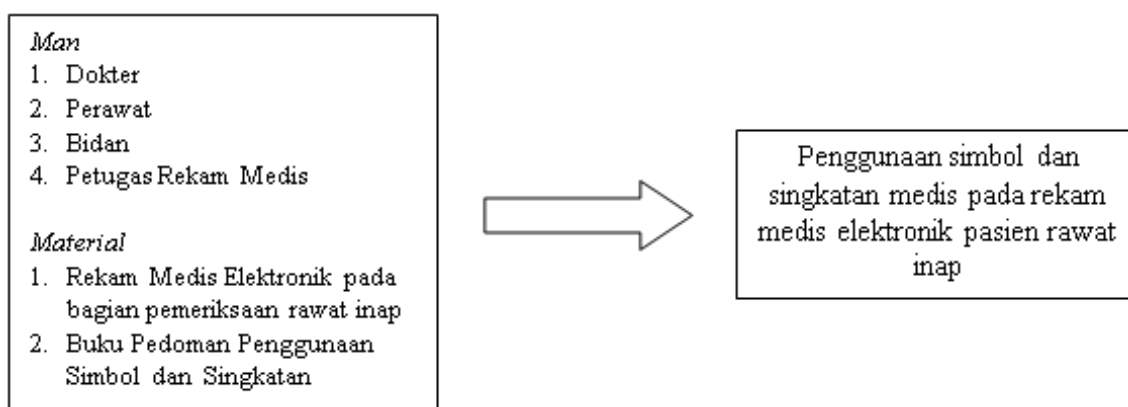 Man
1. Dokter
2. Perawat
3. Bidan
4. Petugas Rekam Medis
Material
1. Rekam Medis Elektronik pada
bagian pemeriksaan rawat inap
2. Buku Pedoman Penggunaan
Simbol dan Singkatan
Penggunaan simbol dan
singkatan medis pada rekam
medis elektronik pasien rawat
inap